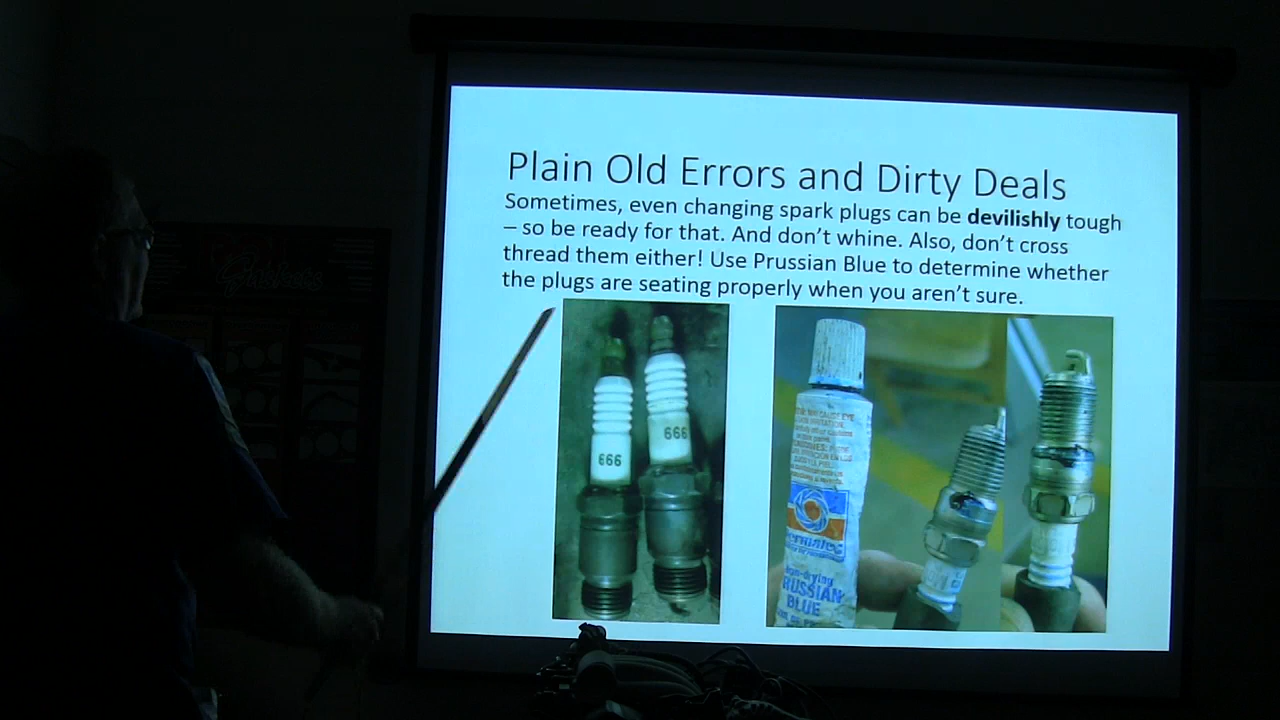 Plain Old Errors and Dirty Deals
Sometimes, even changing spark plugs can be devilishly tough
– so be ready for that. And don't whine. Also, don't cross
thread them either! Use Prussian Blue to determine whether
the plugs are seating properly when you aren't sure.
666
666
RUSSIAN
BLUE